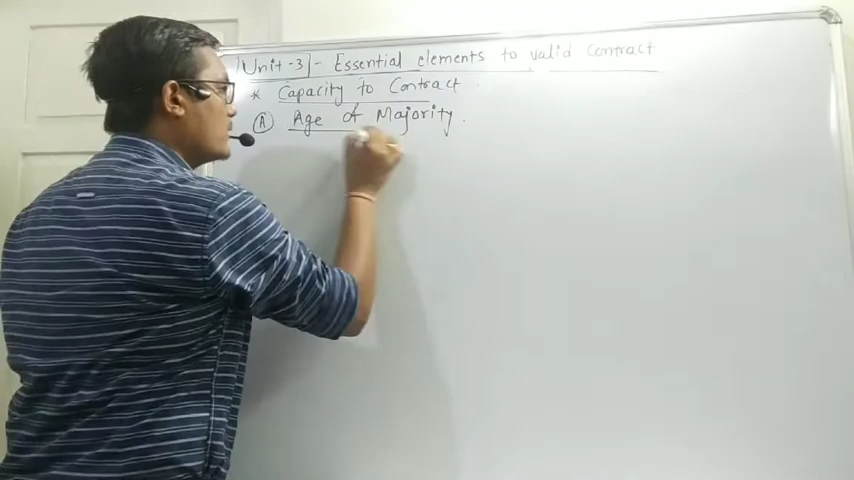 Unit-3 - Essential elements to valid Contract
* Capacity to Contract
(A) Age of Majority.